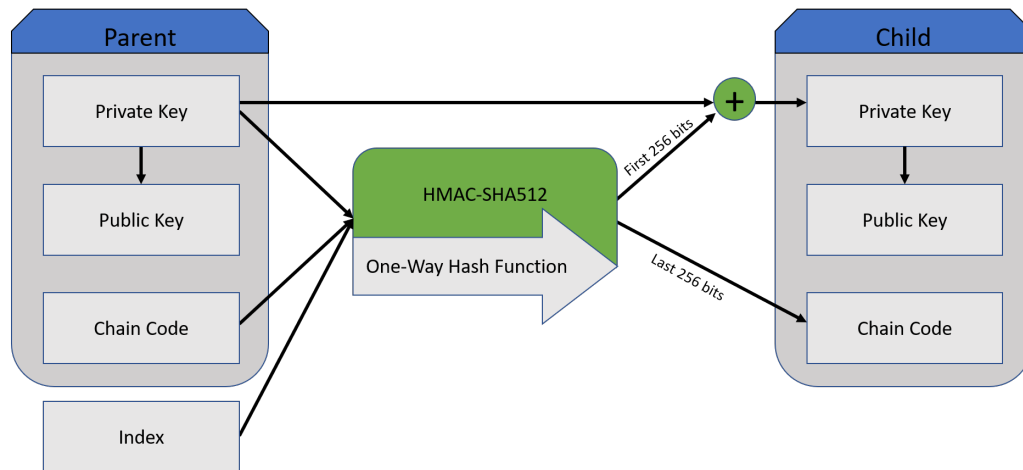 Parent
Private Key
Public Key
Chain Code
Index
HMAC-SHA512
One-Way Hash Function
First 256 bits
Last 256 bits
+
Child
Private Key
Public Key
Chain Code